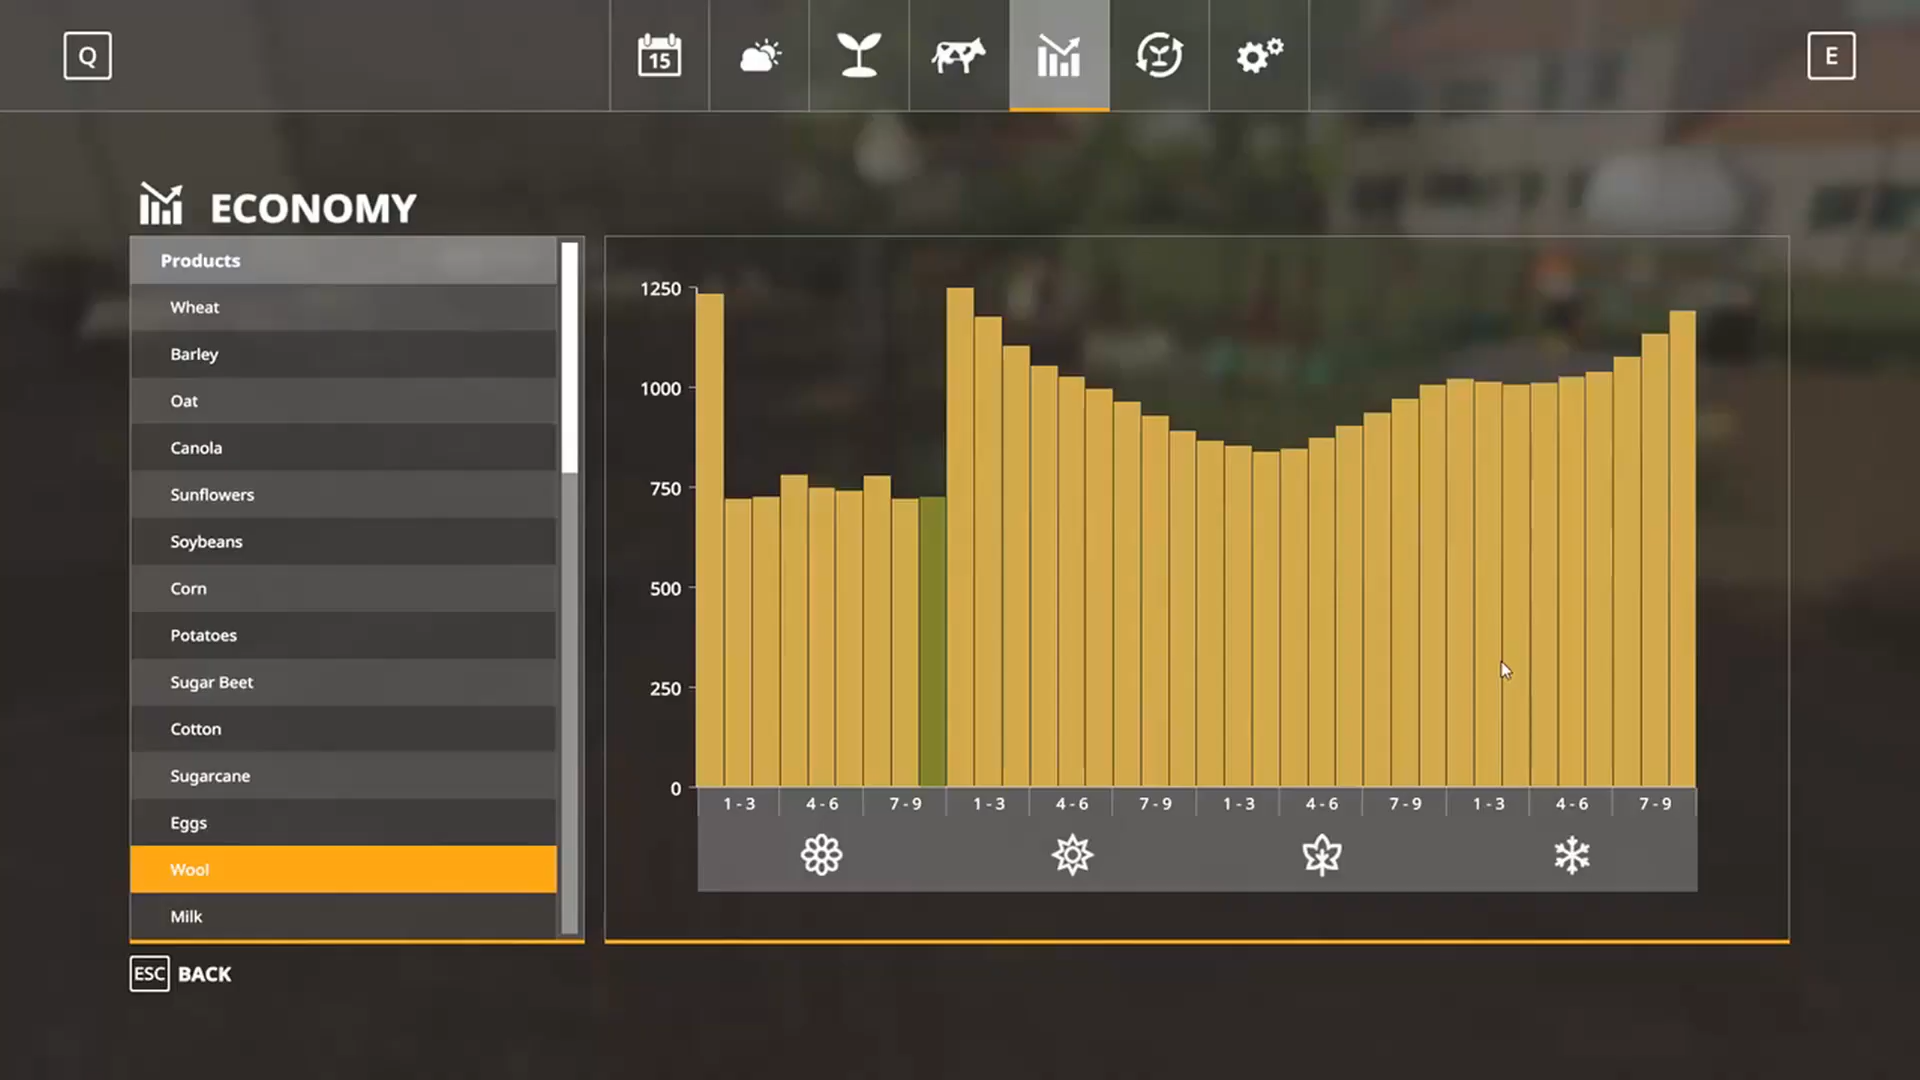 Q
15
E
ECONOMY
Products
Wheat
Barley
Oat
Canola
Sunflowers
Soybeans
Corn
Potatoes
Sugar Beet
Cotton
Sugarcane
Eggs
Wool
Milk
1250
1000
750
500
250
0
1 - 3 4 - 6 7 - 9 1 - 3 4 - 6 7 - 9 1 - 3 4 - 6 7 - 9 1 - 3 4 - 6 7 - 9
ESC BACK